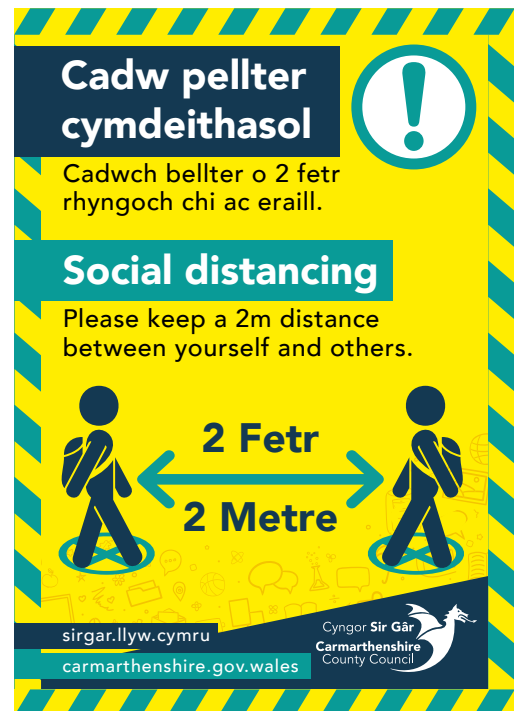 Cadw pellter
cymdeithasol
Cadwch bellter o 2 fetr
rhyngoch chi ac eraill.
Social distancing
Please keep a 2m distance
between yourself and others.
2 Fetr
2 Metre
sirgar.llyw.cymru
carmarthenshire.gov.wales
Cyngor Sir Gâr
Carmarthenshire
County Council